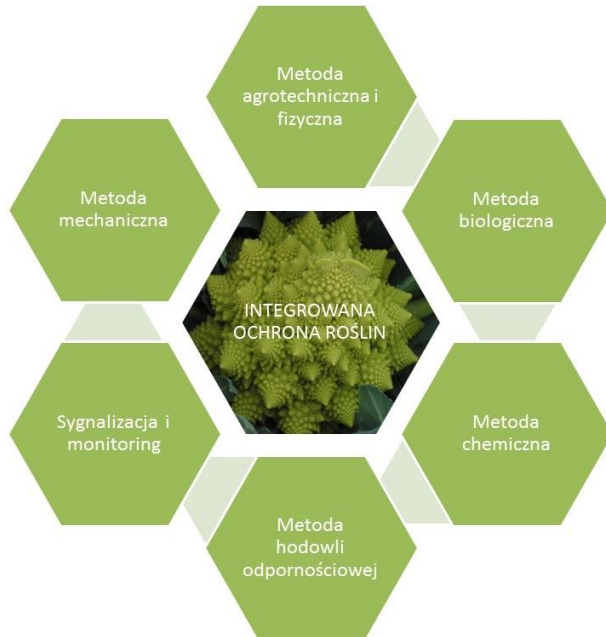 Metoda
agrotechniczna i
fizyczna
Metoda
mechaniczna
Metoda
biologiczna
INTEGROWANA
OCHRONA ROŚLIN
Sygnalizacja i
monitoring
Metoda
chemiczna
Metoda
hodowli
odpornościowej